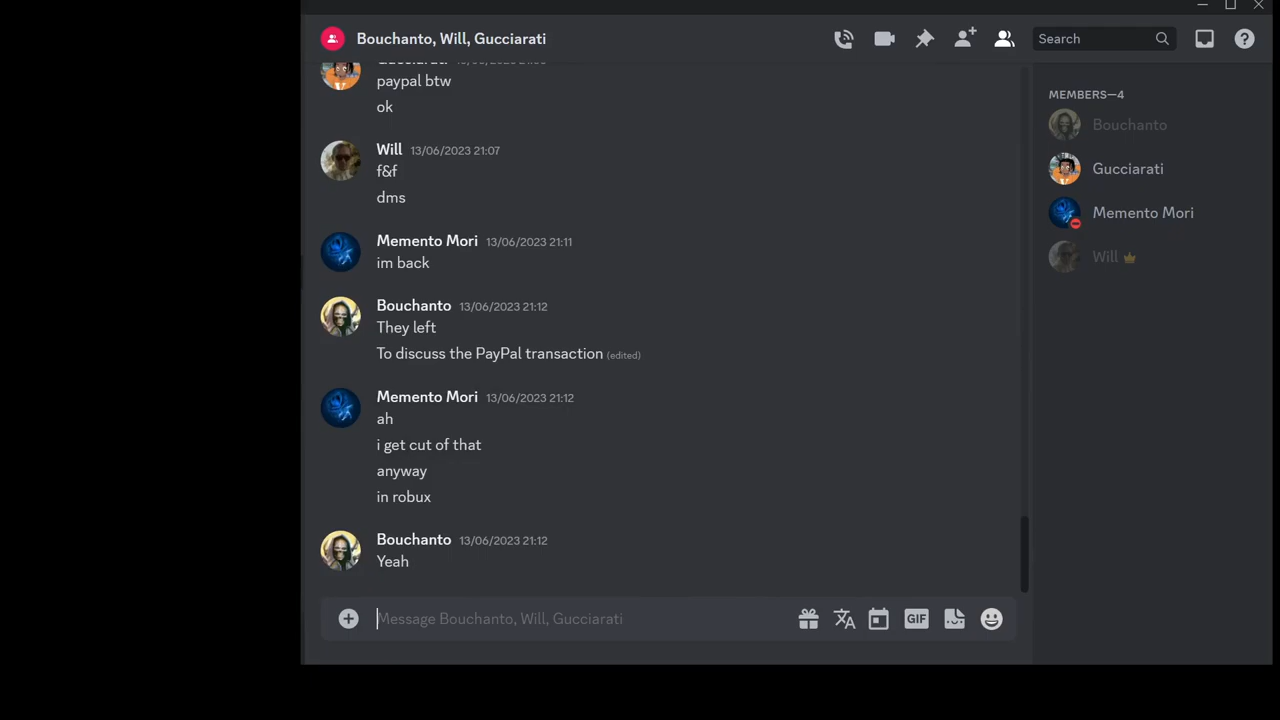 Bouchanto, Will, Gucciarati
Search
paypal btw
ok
Will 13/06/2023 21:07
f&f
dms
Memento Mori 13/06/2023 21:11
im back
Bouchanto 13/06/2023 21:12
They left
To discuss the PayPal transaction (edited)
Memento Mori 13/06/2023 21:12
ah
i get cut of that
anyway
in robux
Bouchanto 13/06/2023 21:12
Yeah
Message Bouchanto, Will, Gucciarati
GIF
MEMBERS—4
Bouchanto
Gucciarati
Memento Mori
Will